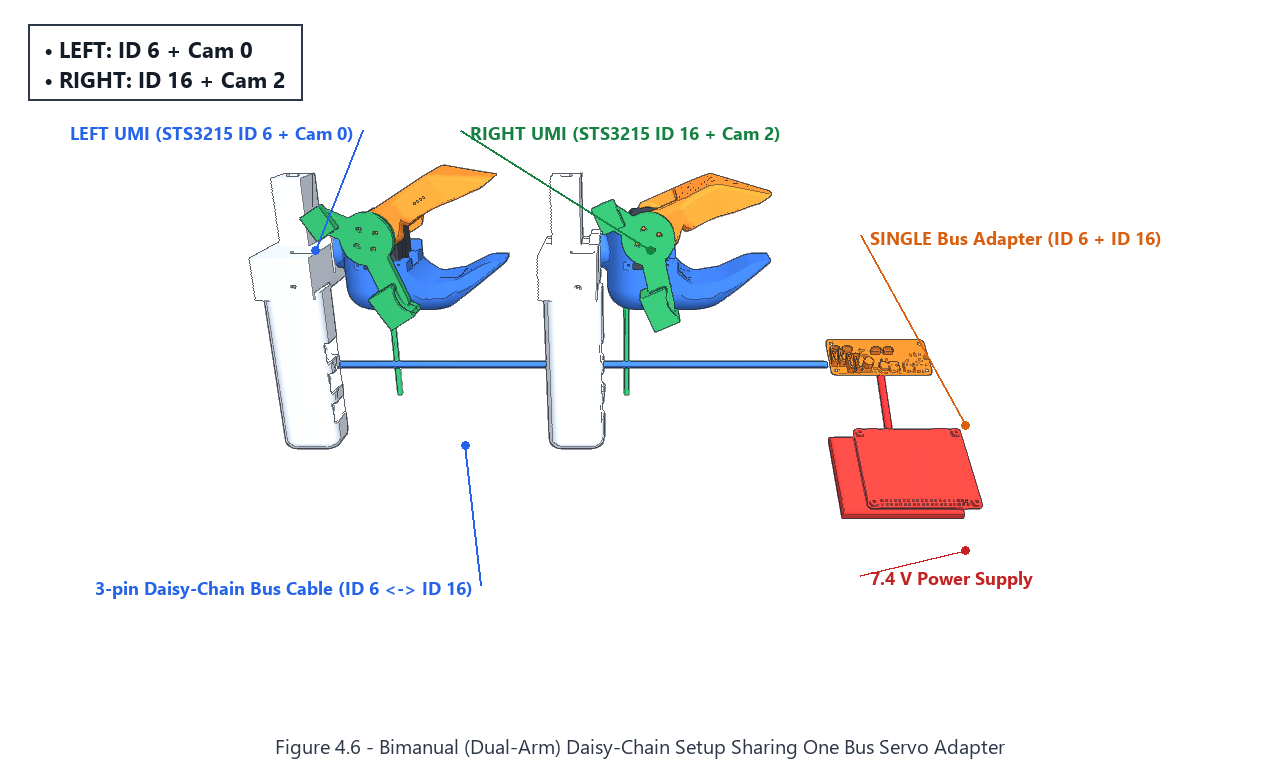 • LEFT: ID 6 + Cam 0
• RIGHT: ID 16 + Cam 2
LEFT UMI (STS3215 ID 6 + Cam 0)
RIGHT UMI (STS3215 ID 16 + Cam 2)
SINGLE Bus Adapter (ID 6 + ID 16)
3-pin Daisy-Chain Bus Cable (ID 6 <-> ID 16)
7.4 V Power Supply
Figure 4.6 - Bimanual (Dual-Arm) Daisy-Chain Setup Sharing One Bus Servo Adapter